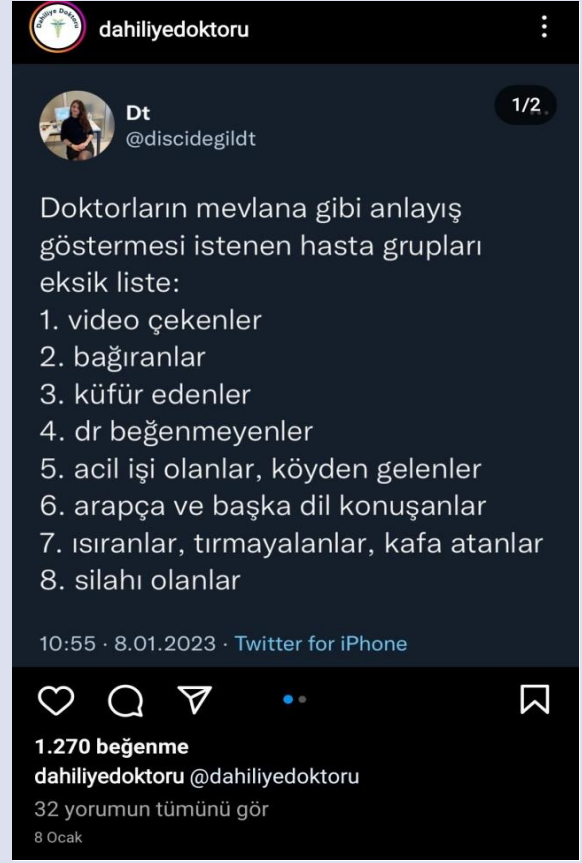 Dahiliye Doktoru
dahiliyedoktoru
1/2
Dt
@discidegildt
Doktorların mevlana gibi anlayış
göstermesi istenen hasta grupları
eksik liste:
1. video çekenler
2. bağıranlar
3. küfür edenler
4. dr beğenmeyenler
5. acil işi olanlar, köyden gelenler
6. arapça ve başka dil konuşanlar
7. ısıranlar, tırmayalanlar, kafa atanlar
8. silahı olanlar
10:55 · 8.01.2023 · Twitter for iPhone
1.270 beğenme
dahiliyedoktoru @dahiliyedoktoru
32 yorumun tümünü gör
8 Ocak